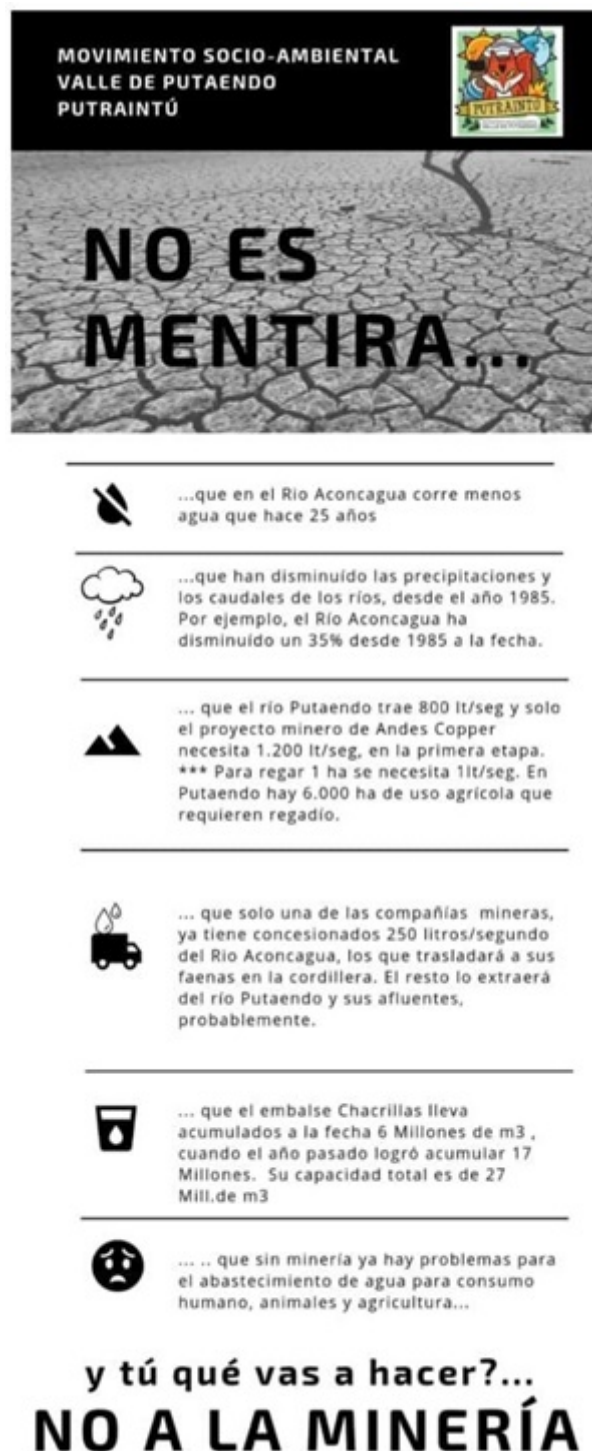 MOVIMIENTO SOCIO-AMBIENTAL
VALLE DE PUTAENDO
PUTRAINTÚ
PUTRAINTÚ
NO ES
MENTIRA...
...que en el Rio Aconcagua corre menos
agua que hace 25 años
...que han disminuído las precipitaciones y
los caudales de los ríos, desde el año 1985.
Por ejemplo, el Río Aconcagua ha
disminuído un 35% desde 1985 a la fecha.
... que el río Putaendo trae 800 lt/seg y solo
el proyecto minero de Andes Copper
necesita 1.200 lt/seg, en la primera etapa.
*** Para regar 1 ha se necesita 1lt/seg. En
Putaendo hay 6.000 ha de uso agrícola que
requieren regadío.
... que solo una de las compañías mineras,
ya tiene concesionados 250 litros/segundo
del Rio Aconcagua, los que trasladará a sus
faenas en la cordillera. El resto lo extraerá
del río Putaendo y sus afluentes,
probablemente.
... que el embalse Chacrillas lleva
acumulados a la fecha 6 Millones de m3 ,
cuando el año pasado logró acumular 17
Millones. Su capacidad total es de 27
Mill.de m3
... .. que sin minería ya hay problemas para
el abastecimiento de agua para consumo
humano, animales y agricultura...
y tú qué vas a hacer?...
NO A LA MINERÍA